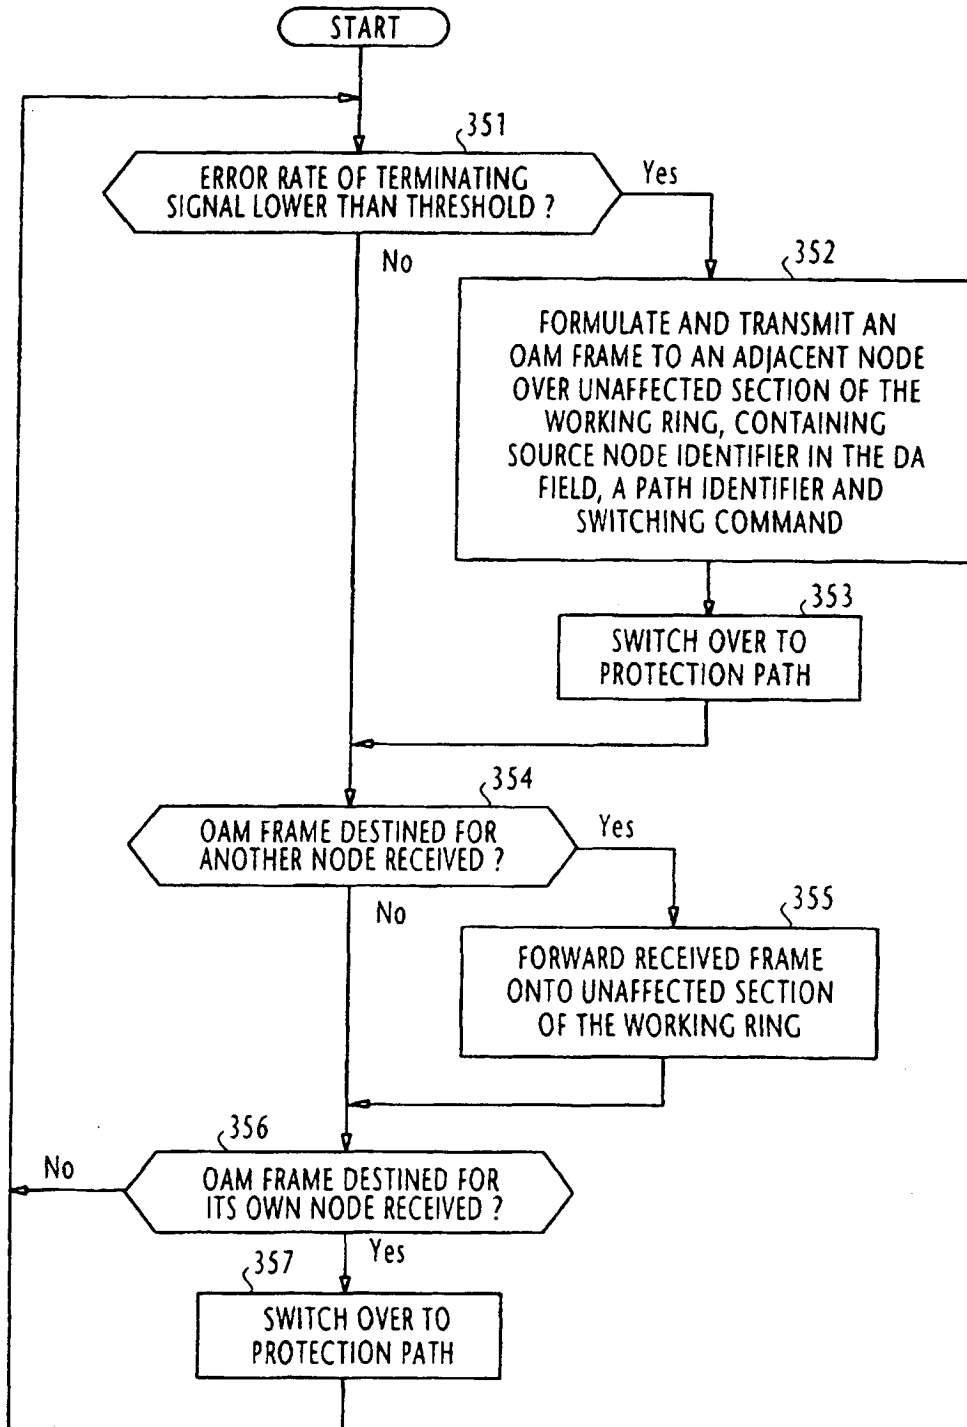 START
351
ERROR RATE OF TERMINATING
SIGNAL LOWER THAN THRESHOLD ?
Yes
No
352
FORMULATE AND TRANSMIT AN
OAM FRAME TO AN ADJACENT NODE
OVER UNAFFECTED SECTION OF THE
WORKING RING, CONTAINING
SOURCE NODE IDENTIFIER IN THE DA
FIELD, A PATH IDENTIFIER AND
SWITCHING COMMAND
353
SWITCH OVER TO
PROTECTION PATH
354
OAM FRAME DESTINED FOR
ANOTHER NODE RECEIVED ?
Yes
No
355
FORWARD RECEIVED FRAME
ONTO UNAFFECTED SECTION
OF THE WORKING RING
356
No
OAM FRAME DESTINED FOR
ITS OWN NODE RECEIVED ?
Yes
357
SWITCH OVER TO
PROTECTION PATH